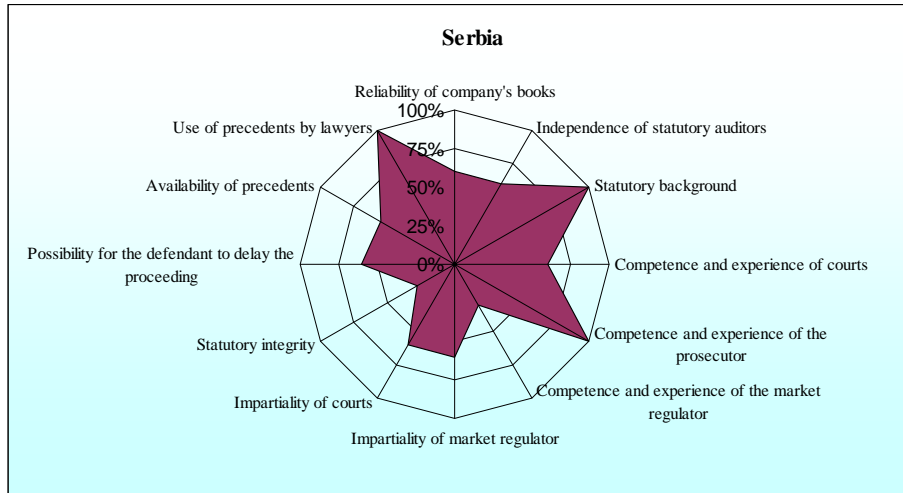 Serbia
Reliability of company's books
100%
Use of precedents by lawyers
Independence of statutory auditors
75%
Availability of precedents
50%
Statutory background
25%
Possibility for the defendant to delay the
proceeding
0%
Competence and experience of courts
Statutory integrity
Competence and experience of the
prosecutor
Impartiality of courts
Competence and experience of the market
regulator
Impartiality of market regulator